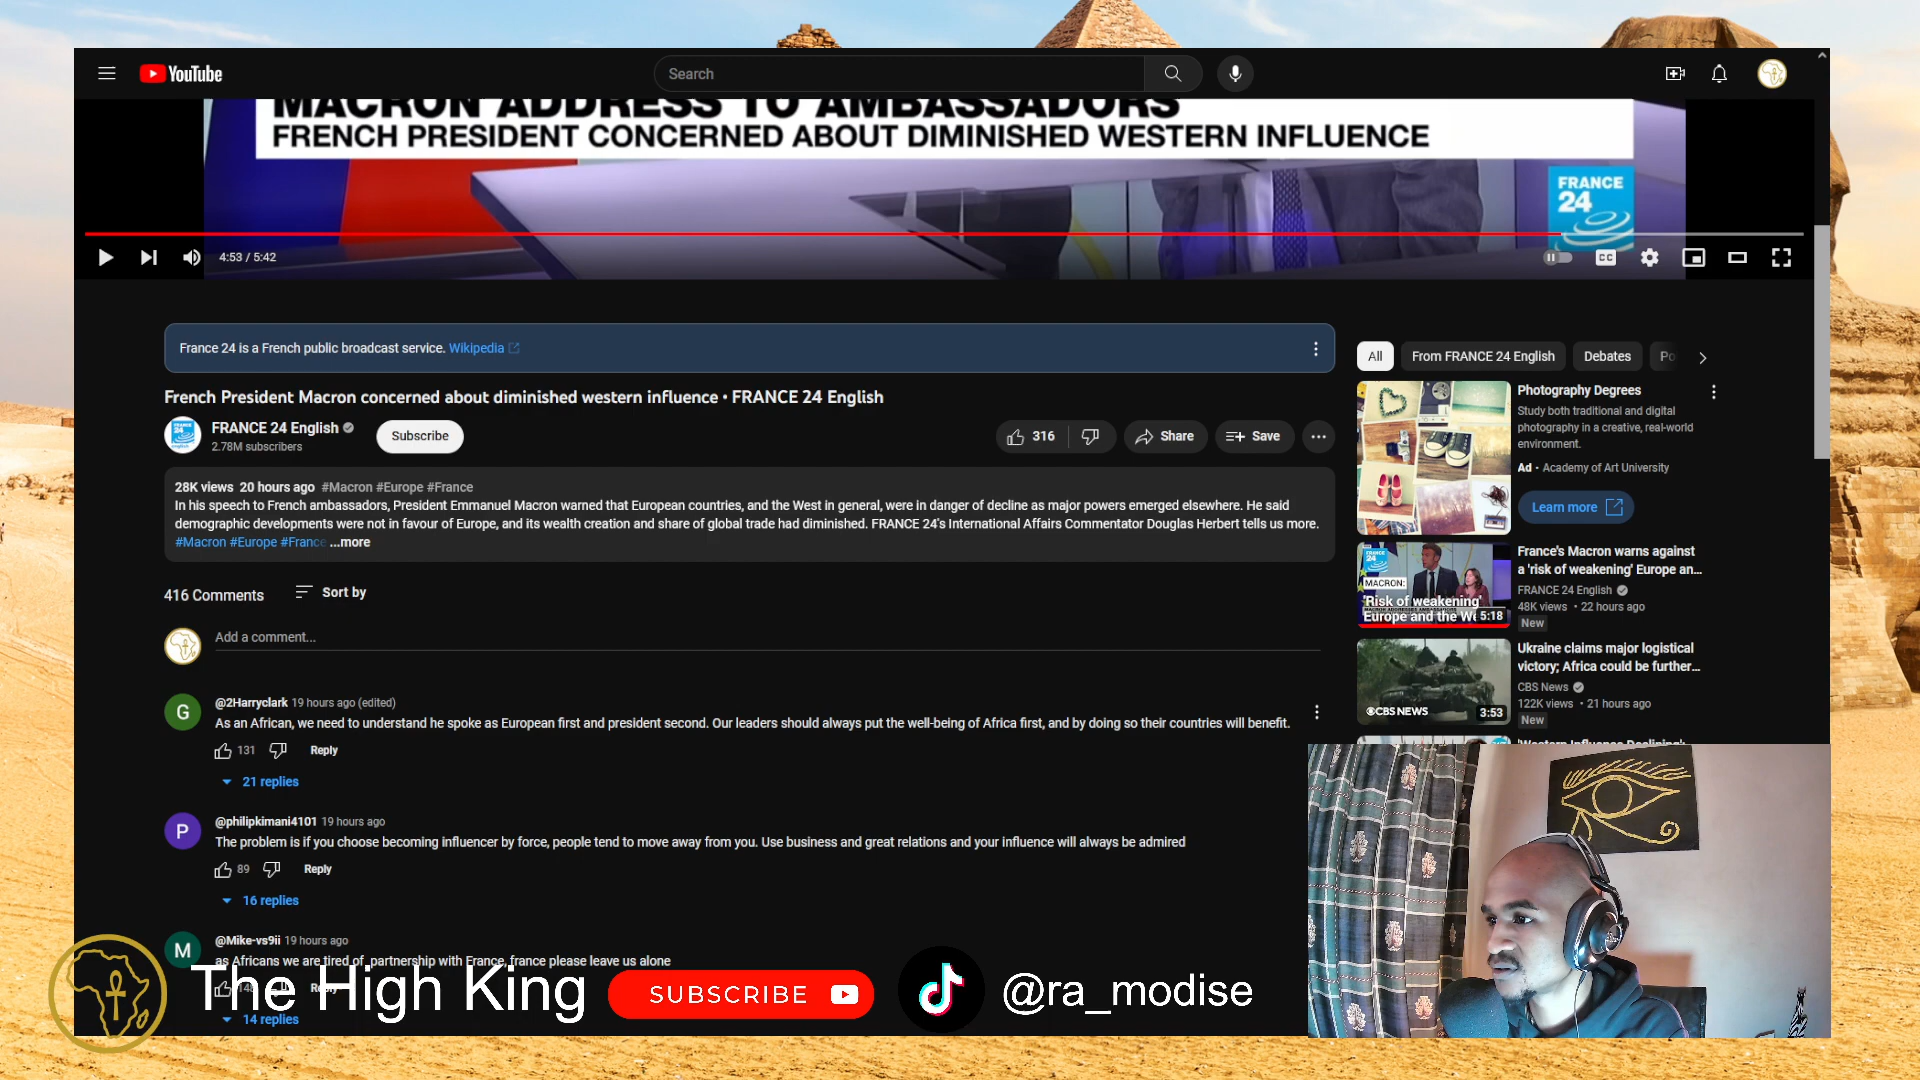 YouTube
Search
MACRON ADDRESS TO AMBASSADORS
FRENCH PRESIDENT CONCERNED ABOUT DIMINISHED WESTERN INFLUENCE
FRANCE
24
4:53 / 5:42
CC
France 24 is a French public broadcast service. Wikipedia
French President Macron concerned about diminished western influence • FRANCE 24 English
FRANCE 24 English
2.78M subscribers
Subscribe
316
Share
Save
28K views 20 hours ago #Macron #Europe #France
In his speech to French ambassadors, President Emmanuel Macron warned that European countries, and the West in general, were in danger of decline as major powers emerged elsewhere. He said
demographic developments were not in favour of Europe, and its wealth creation and share of global trade had diminished. FRANCE 24's International Affairs Commentator Douglas Herbert tells us more.
#Macron #Europe #France ...more
416 Comments
Sort by
Add a comment...
G
@2Harryclark 19 hours ago (edited)
As an African, we need to understand he spoke as European first and president second. Our leaders should always put the well-being of Africa first, and by doing so their countries will benefit.
131
Reply
21 replies
P
@philipkimani4101 19 hours ago
The problem is if you choose becoming influencer by force, people tend to move away from you. Use business and great relations and your influence will always be admired
89
Reply
16 replies
M
@Mike-vs9ii 19 hours ago
as Africans we are tired of partnership with France, france please leave us alone
14 replies
All
From FRANCE 24 English
Debates
Po
Photography Degrees
Study both traditional and digital
photography in a creative, real-world
environment.
Ad • Academy of Art University
Learn more
MACRON:
'Risk of weakening'
Europe and the We
5:18
France's Macron warns against
a 'risk of weakening' Europe an...
FRANCE 24 English
48K views • 22 hours ago
New
CBS NEWS
3:53
Ukraine claims major logistical
victory; Africa could be further...
CBS News
122K views • 21 hours ago
New
The High King
SUBSCRIBE
@ra_modise